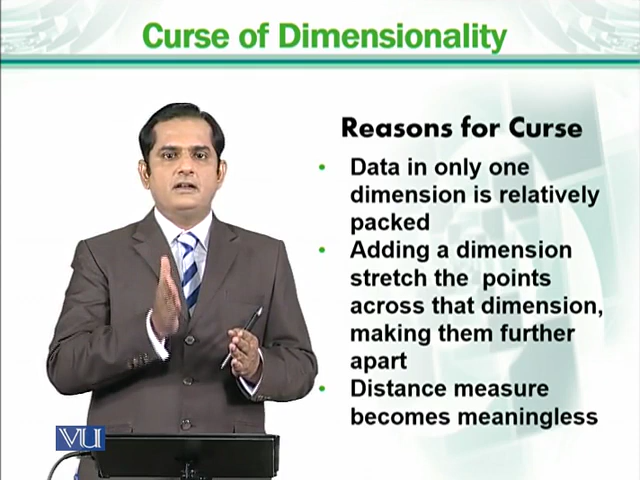 Curse of Dimensionality
Reasons for Curse
• Data in only one
dimension is relatively
packed
• Adding a dimension
stretch the points
across that dimension,
making them further
apart
• Distance measure
becomes meaningless
VU